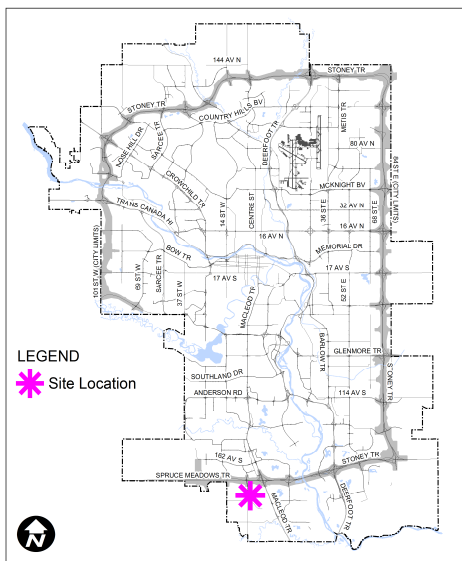 144 AV N
STONEY TR
STONEY TR
COUNTRY HILLS BV
NOSE HILL DR
SARCEE TR
DEERFOOT TR
METIS TR
80 AV N
84 ST E (CITY LIMITS)
CROWCHILD TR
MCKNIGHT BV
TRANS CANADA HI
14 ST W
CENTRE ST
36 ST E
32 AV N
68 ST E
16 AV N
16 AV N
MEMORIAL DR
BOW TR
101 ST W (CITY LIMITS)
69 ST W
SARCEE TR
37 ST W
17 AV S
17 AV S
MACLEOD TR
52 ST E
BARLOW TR
GLENMORE TR
LEGEND
Site Location
SOUTHLAND DR
STONEY TR
ANDERSON RD
114 AV S
162 AV S
STONEY TR
SPRUCE MEADOWS TR
MACLEOD TR
DEERFOOT TR
N